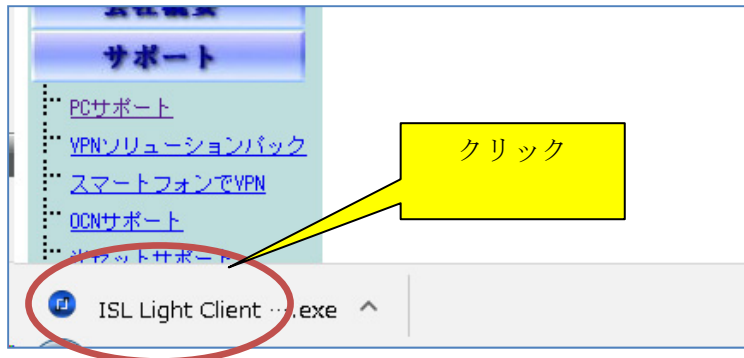 会社概要
サポート
PCサポート
VPNソリューションパック
スマートフォンでVPN
OCNサポート
クリック
ISL Light Client ….exe